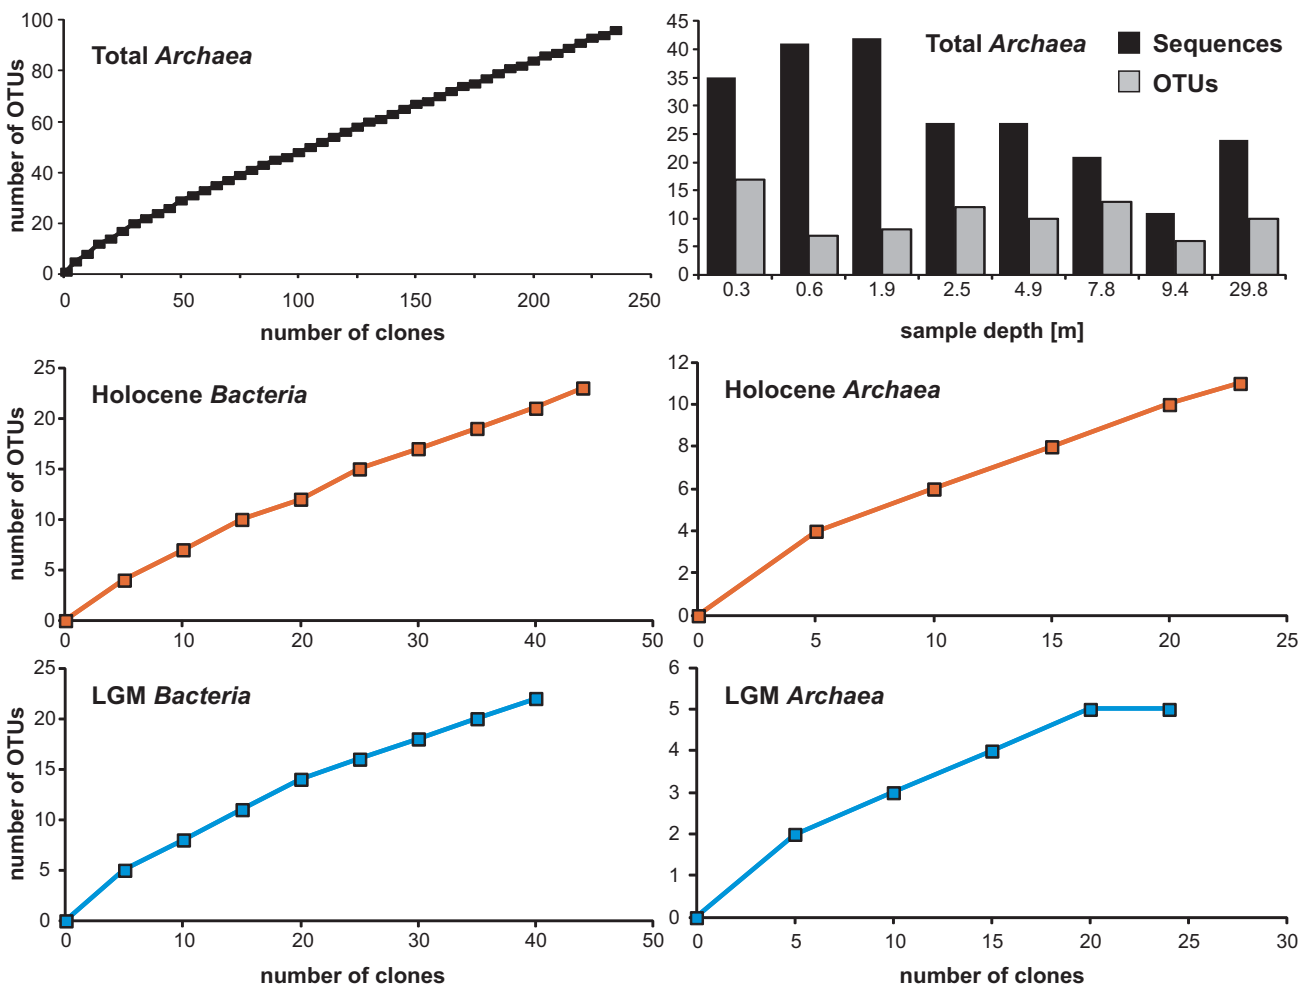 Total Archaea
number of OTUs
100
80
60
40
20
0
0 50 100 150 200 250
number of clones
Total Archaea
Sequences
OTUs
45
40
35
30
25
20
15
10
5
0
0.3 0.6 1.9 2.5 4.9 7.8 9.4 29.8
sample depth [m]
Holocene Bacteria
number of OTUs
25
20
15
10
5
0
0 10 20 30 40 50
Holocene Archaea
12
10
8
6
4
2
0
0 5 10 15 20 25
LGM Bacteria
number of OTUs
25
20
15
10
5
0
0 10 20 30 40 50
number of clones
LGM Archaea
6
5
4
3
2
1
0
0 5 10 15 20 25 30
number of clones